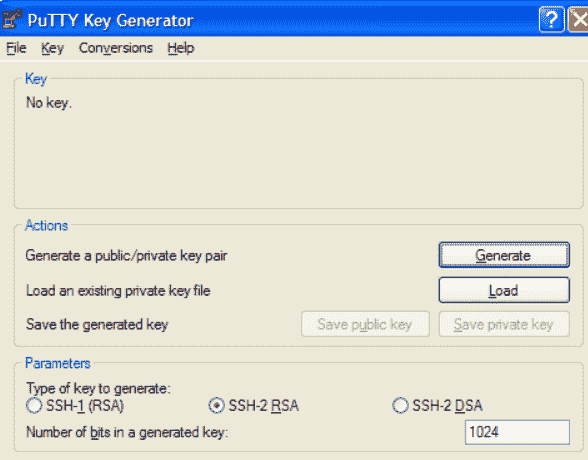 PuTTY Key Generator
File Key Conversions Help
Key
No key.
Actions
Generate a public/private key pair Generate
Load an existing private key file Load
Save the generated key Save public key Save private key
Parameters
Type of key to generate:
SSH-1 (RSA) SSH-2 RSA SSH-2 DSA
Number of bits in a generated key: 1024